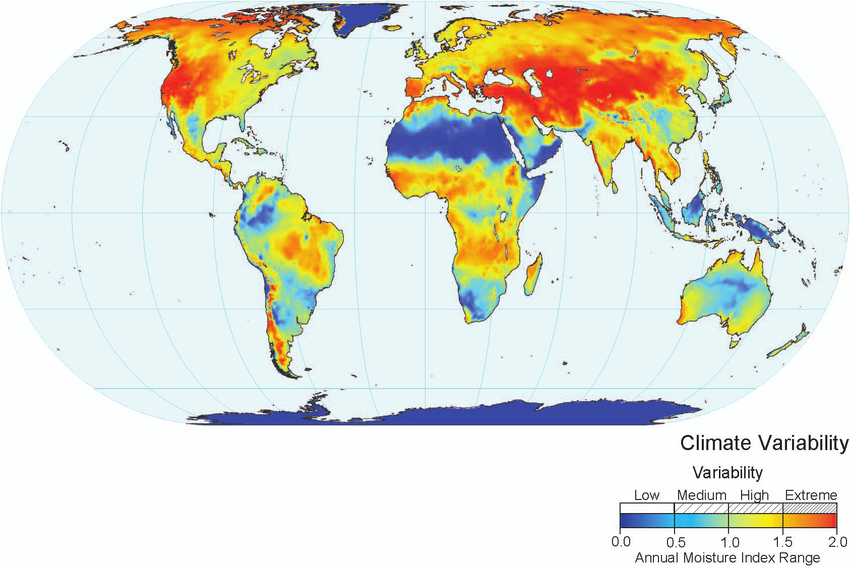 Climate Variability
Variability
Low Medium High Extreme
0.0 0.5 1.0 1.5 2.0
Annual Moisture Index Range